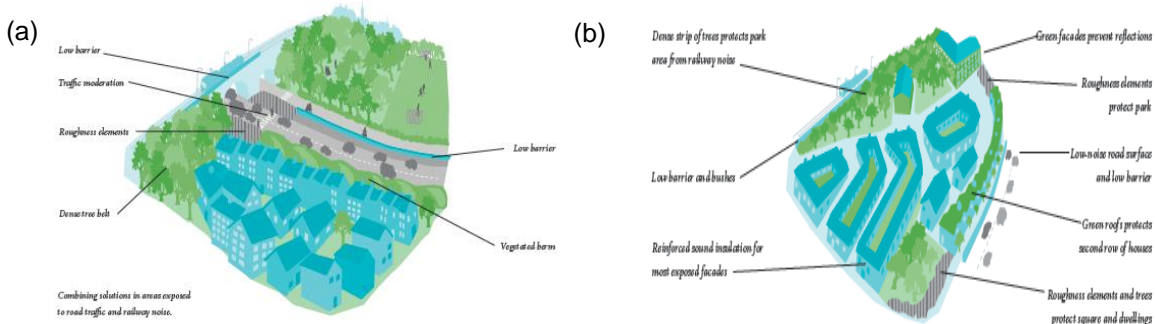 (a)
Low barrier
Traffic moderation
Roughness elements
Dense tree belt
Low barrier
Vegetated berm
Combining solutions in areas exposed
to road traffic and railway noise.
(b)
Dense strip of trees protects park
area from railway noise
Low barrier and bushes
Reinforced sound insulation for
most exposed facades
Green facades prevent reflections
Roughness elements
protect park
Low-noise road surface
and low barrier
Green roofs protects
second row of houses
Roughness elements and trees
protect square and dwellings